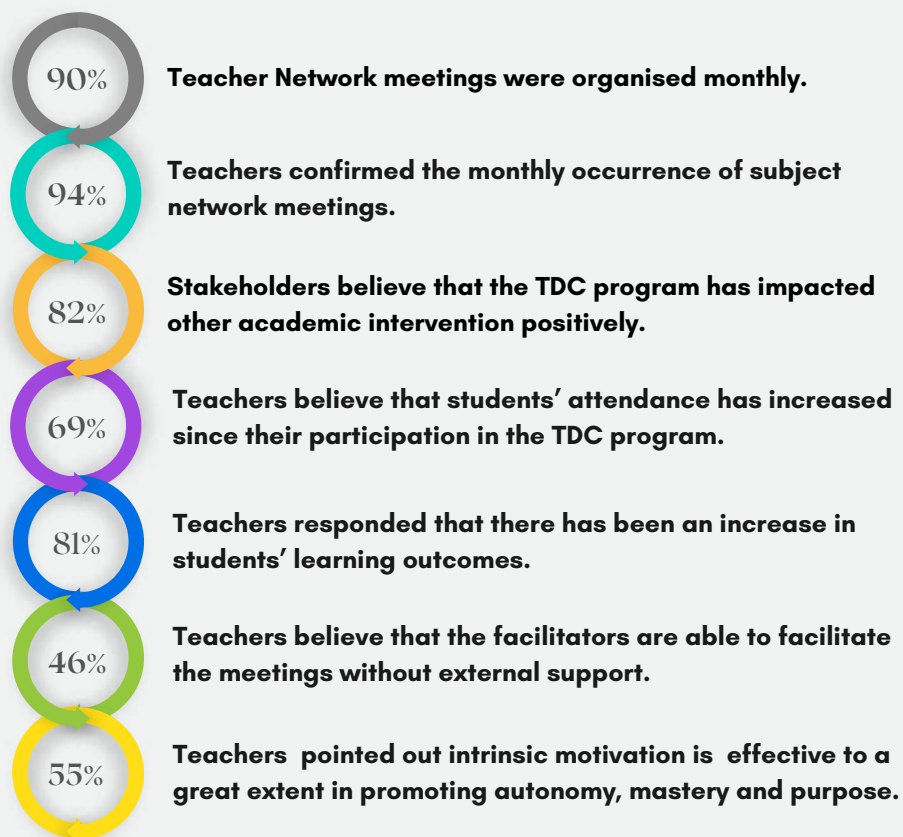 90%
Teacher Network meetings were organised monthly.
94%
Teachers confirmed the monthly occurrence of subject
network meetings.
82%
Stakeholders believe that the TDC program has impacted
other academic intervention positively.
69%
Teachers believe that students’ attendance has increased
since their participation in the TDC program.
81%
Teachers responded that there has been an increase in
students’ learning outcomes.
46%
Teachers believe that the facilitators are able to facilitate
the meetings without external support.
55%
Teachers pointed out intrinsic motivation is effective to a
great extent in promoting autonomy, mastery and purpose.